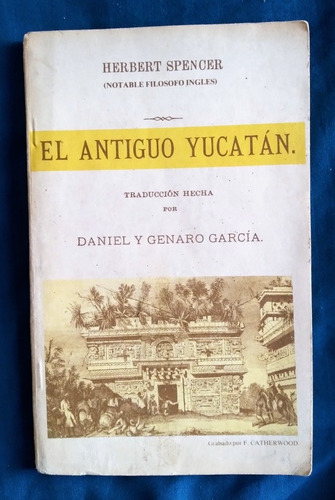 HERBERT SPENCER
(NOTABLE FILOSOFO INGLES)
EL ANTIGUO YUCATÁN.
TRADUCCIÓN HECHA
POR
DANIEL Y GENARO GARCÍA.
Grabado por F. CATHERWOOD